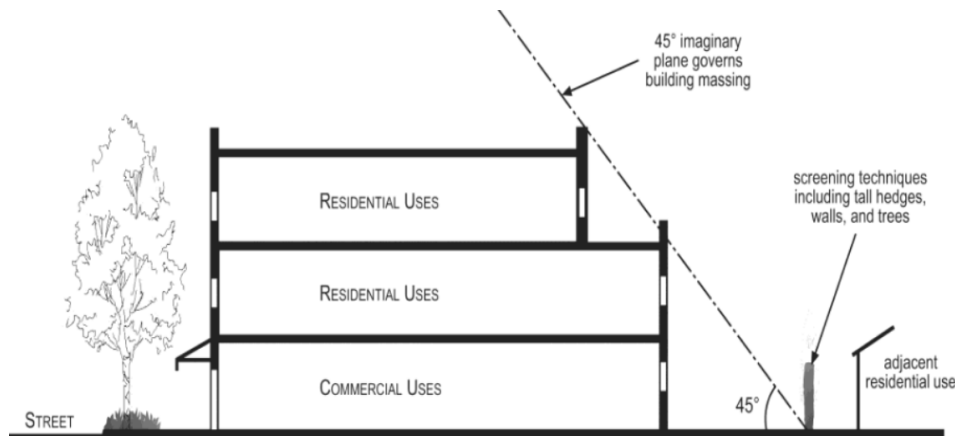 45° imaginary
plane governs
building massing
screening techniques
including tall hedges,
walls, and trees
RESIDENTIAL USES
RESIDENTIAL USES
COMMERCIAL USES
adjacent
residential use
45°
STREET